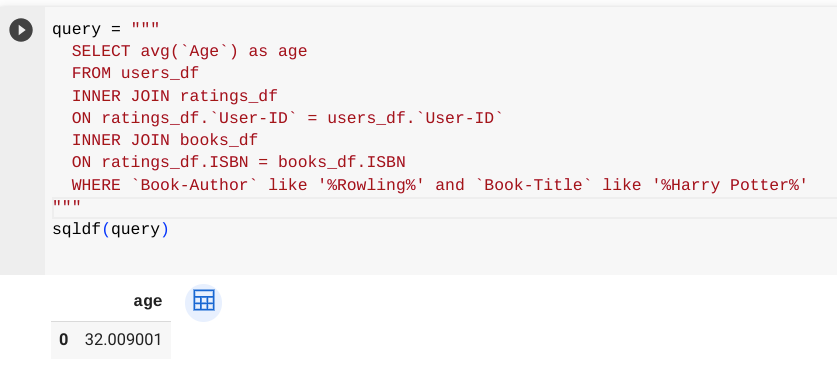 query = """
SELECT avg(`Age`) as age
FROM users_df
INNER JOIN ratings_df
ON ratings_df.`User-ID` = users_df.`User-ID`
INNER JOIN books_df
ON ratings_df.ISBN = books_df.ISBN
WHERE `Book-Author` like '%Rowling%' and `Book-Title` like '%Harry Potter%'
"""
sqldf(query)
age
0 32.009001